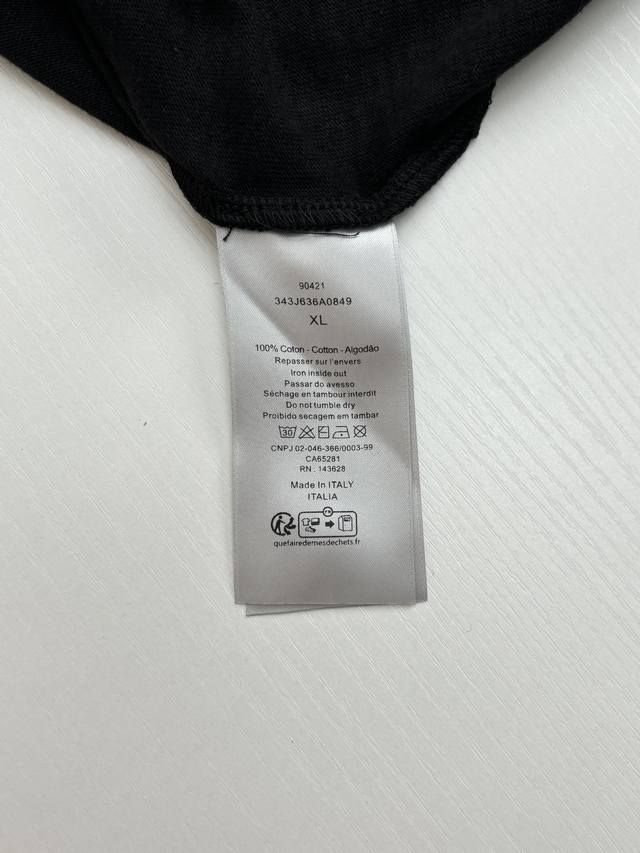 90421
343J636A0849
XL
100% Coton - Cotton - Algodão
Repasser sur l'envers
Iron inside out
Passar do avesso
Séchage en tambour interdit
Do not tumble dry
Proibido secagem em tambar
30
CNPJ 02-046-366/0003-99
CA65281
RN : 143628
Made In ITALY
ITALIA
FR
quefairedemesdechets.fr